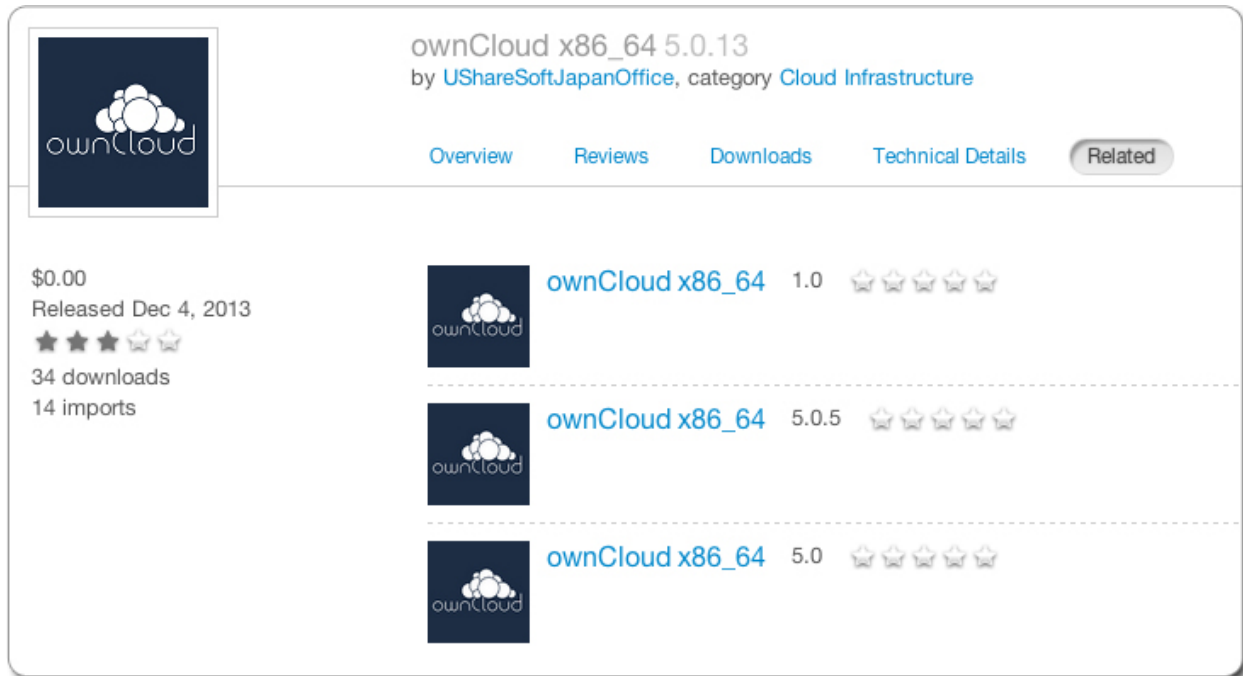 ownCloud
ownCloud x86_64 5.0.13
by UShareSoftJapanOffice, category Cloud Infrastructure
Overview Reviews Downloads Technical Details Related
$0.00
Released Dec 4, 2013
34 downloads
14 imports
ownCloud
ownCloud x86_64 1.0
ownCloud
ownCloud x86_64 5.0.5
ownCloud
ownCloud x86_64 5.0